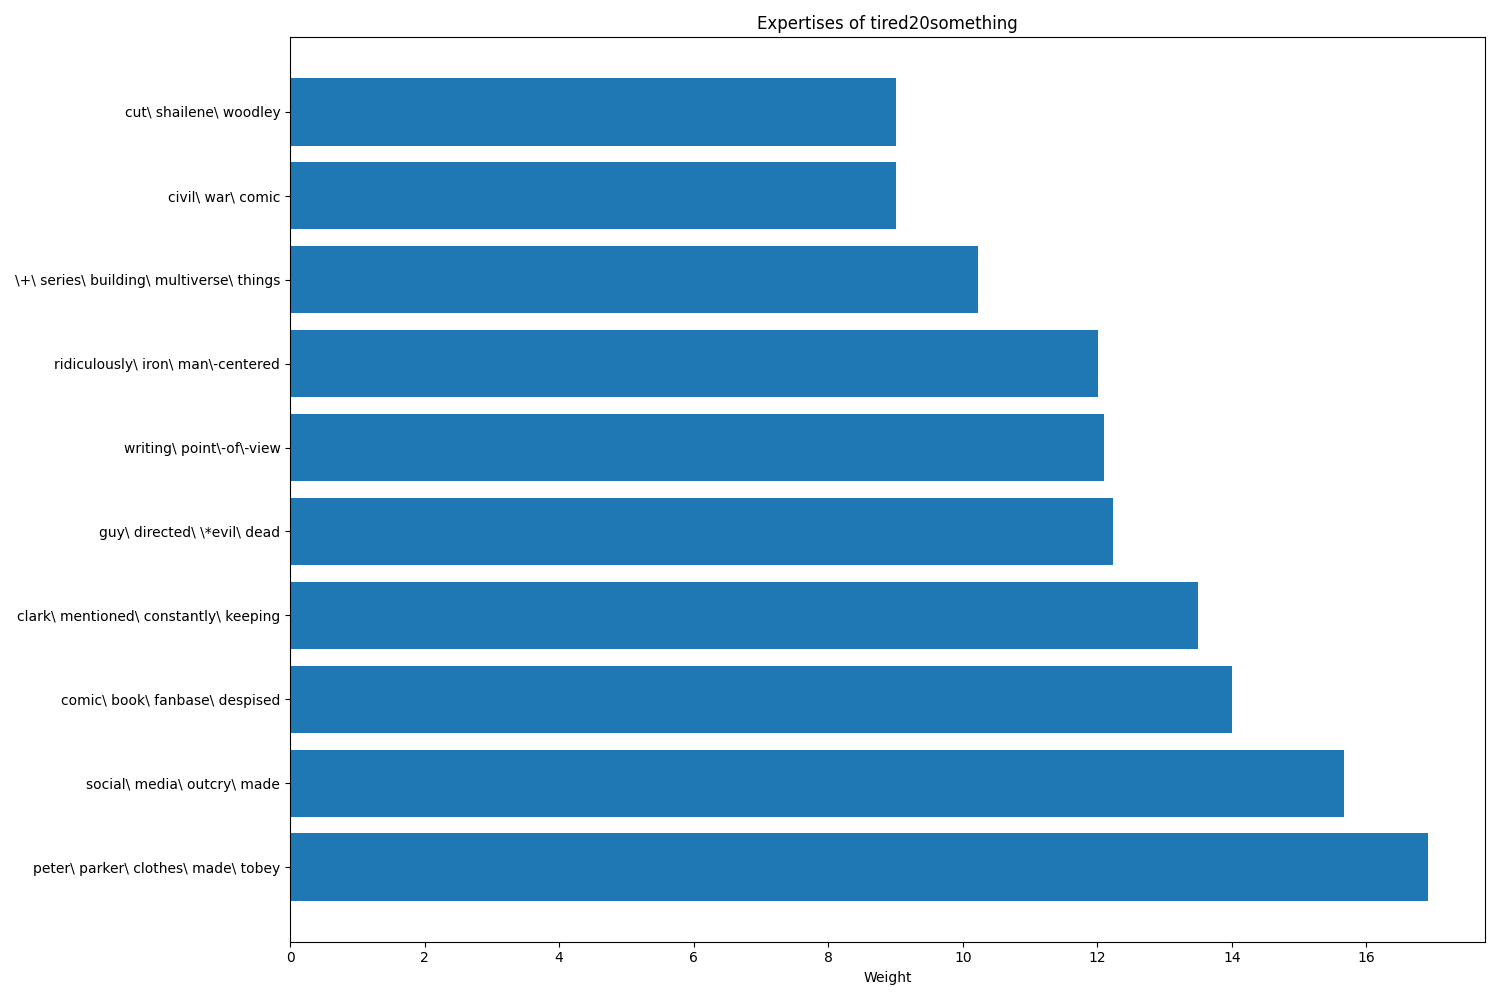 Expertises of tired20something
cut\ shailene\ woodley
civil\ war\ comic
\+\ series\ building\ multiverse\ things
ridiculously\ iron\ man\-centered
writing\ point\-of\-view
guy\ directed\ \*evil\ dead
clark\ mentioned\ constantly\ keeping
comic\ book\ fanbase\ despised
social\ media\ outcry\ made
peter\ parker\ clothes\ made\ tobey
0 2 4 6 8 10 12 14 16
Weight